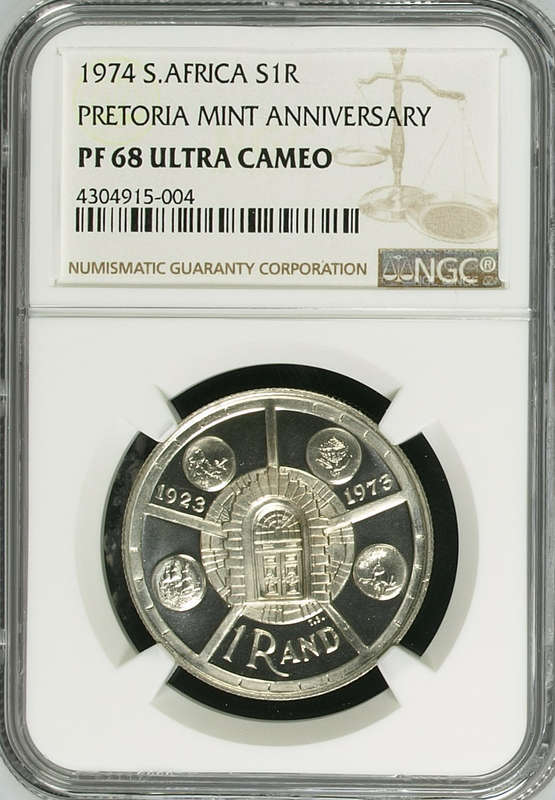 1974 S.AFRICA S1R
PRETORIA MINT ANNIVERSARY
PF 68 ULTRA CAMEO
4304915-004
NUMISMATIC GUARANTY CORPORATION NGC®
1923 1973
1 RAND